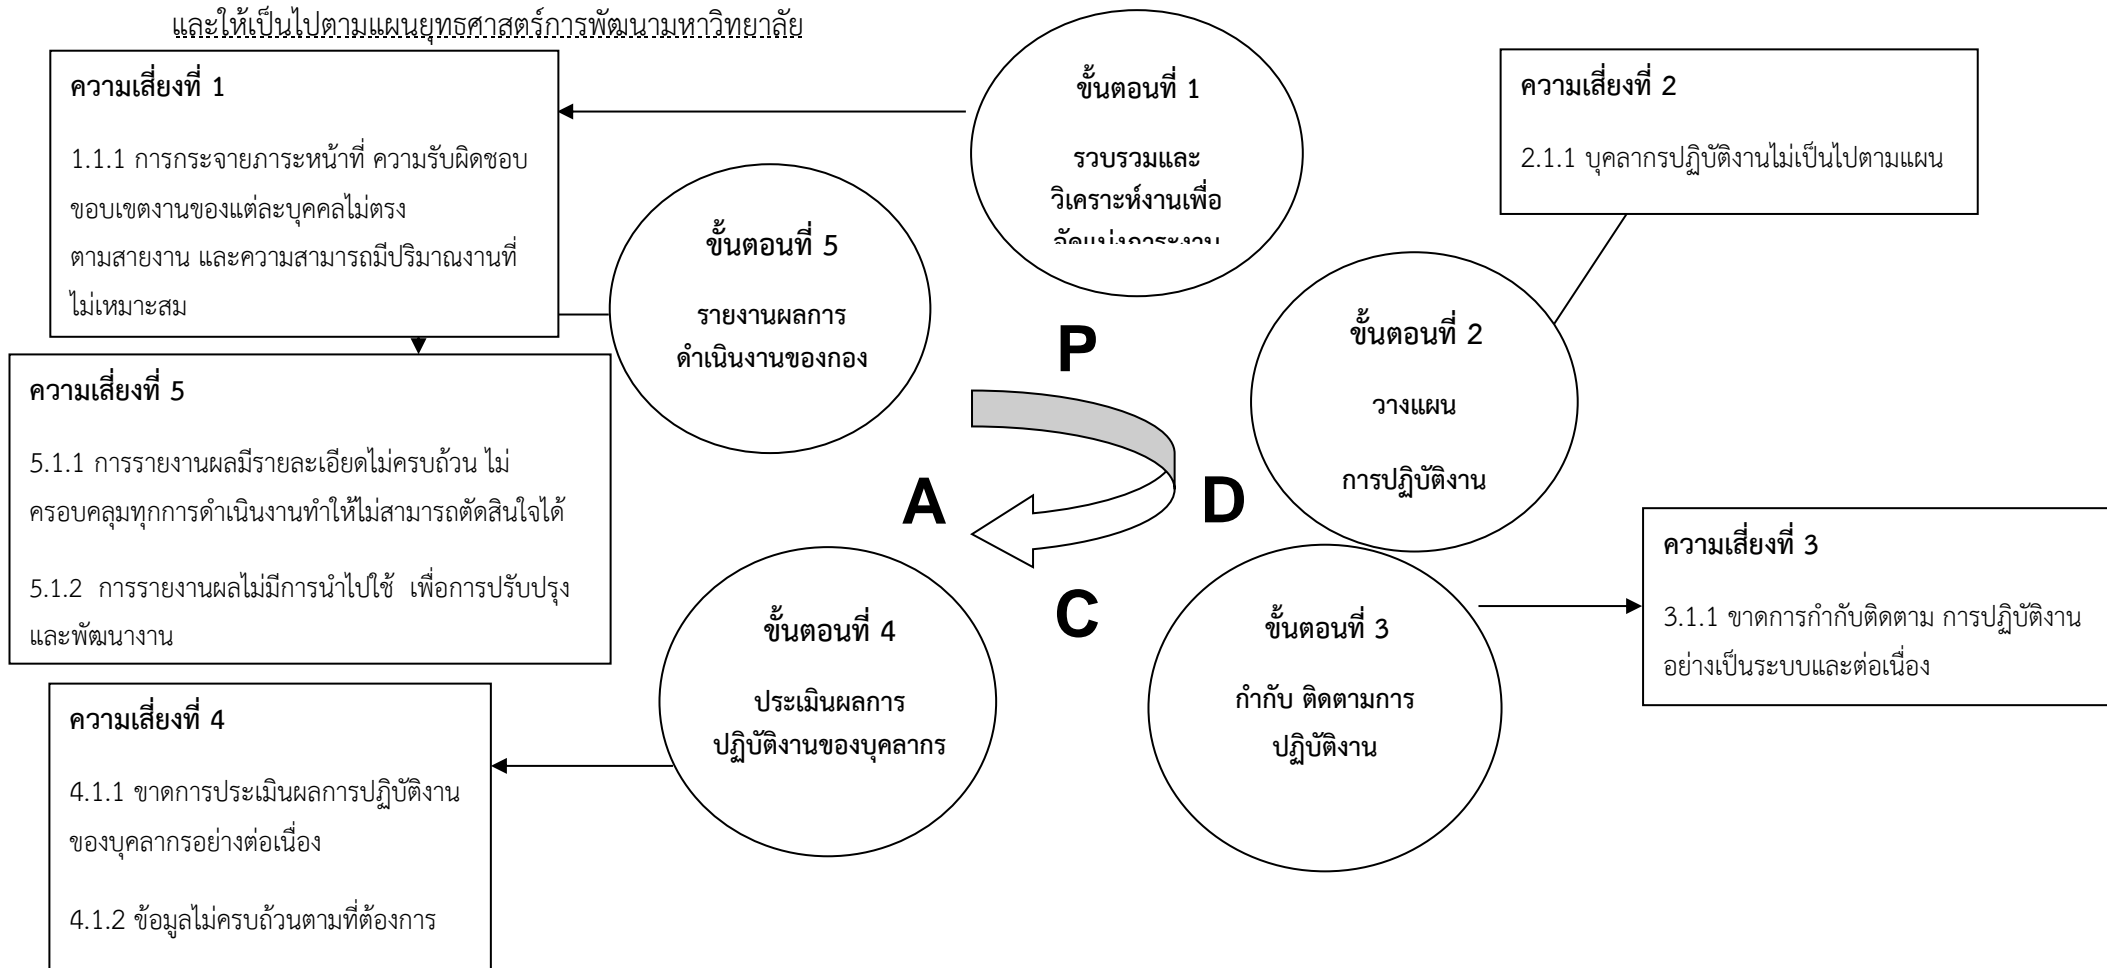 และให้เป็นไปตามแผนยุทธศาสตร์การพัฒนามหาวิทยาลัย
ความเสี่ยงที่ 1
1.1.1 การกระจายภาระหน้าที่ ความรับผิดชอบ
ขอบเขตงานของแต่ละบุคคลไม่ตรง
ตามสายงาน และความสามารถมีปริมาณงานที่
ไม่เหมาะสม
ขั้นตอนที่ 1
รวบรวมและ
วิเคราะห์งานเพื่อ
จัดแบ่งภาระงาน
ความเสี่ยงที่ 2
2.1.1 บุคลากรปฏิบัติงานไม่เป็นไปตามแผน
ขั้นตอนที่ 5
รายงานผลการ
ดำเนินงานของกอง
P
ขั้นตอนที่ 2
วางแผน
การปฏิบัติงาน
ความเสี่ยงที่ 5
5.1.1 การรายงานผลมีรายละเอียดไม่ครบถ้วน ไม่
ครอบคลุมทุกการดำเนินงานทำให้ไม่สามารถตัดสินใจได้
5.1.2 การรายงานผลไม่มีการนำไปใช้ เพื่อการปรับปรุง
และพัฒนางาน
A
D
C
ความเสี่ยงที่ 3
3.1.1 ขาดการกำกับติดตาม การปฏิบัติงาน
อย่างเป็นระบบและต่อเนื่อง
ขั้นตอนที่ 4
ประเมินผลการ
ปฏิบัติงานของบุคลากร
ขั้นตอนที่ 3
กำกับ ติดตามการ
ปฏิบัติงาน
ความเสี่ยงที่ 4
4.1.1 ขาดการประเมินผลการปฏิบัติงาน
ของบุคลากรอย่างต่อเนื่อง
4.1.2 ข้อมูลไม่ครบถ้วนตามที่ต้องการ